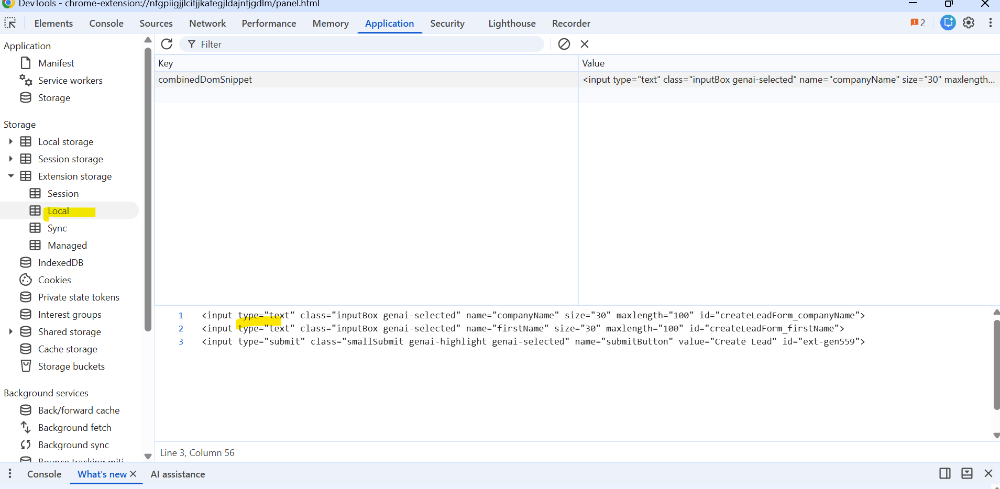 DevTools - chrome-extension://nfgpiigjjlcifjjkafegjldajnfjgdlm/panel.html
Elements Console Sources Network Performance Memory Application Security Lighthouse Recorder 2
Application
Manifest
Service workers
Storage
Storage
Local storage
Session storage
Extension storage
Session
Local
Sync
Managed
IndexedDB
Cookies
Private state tokens
Interest groups
Shared storage
Cache storage
Storage buckets
Background services
Back/forward cache
Background fetch
Background sync
Bounce tracking miti
Filter
Key Value
combinedDomSnippet <input type="text" class="inputBox genai-selected" name="companyName" size="30" maxlength...
1 <input type="text" class="inputBox genai-selected" name="companyName" size="30" maxlength="100" id="createLeadForm_companyName">
2 <input type="text" class="inputBox genai-selected" name="firstName" size="30" maxlength="100" id="createLeadForm_firstName">
3 <input type="submit" class="smallSubmit genai-highlight genai-selected" name="submitButton" value="Create Lead" id="ext-gen559">
Line 3, Column 56
Console What's new AI assistance